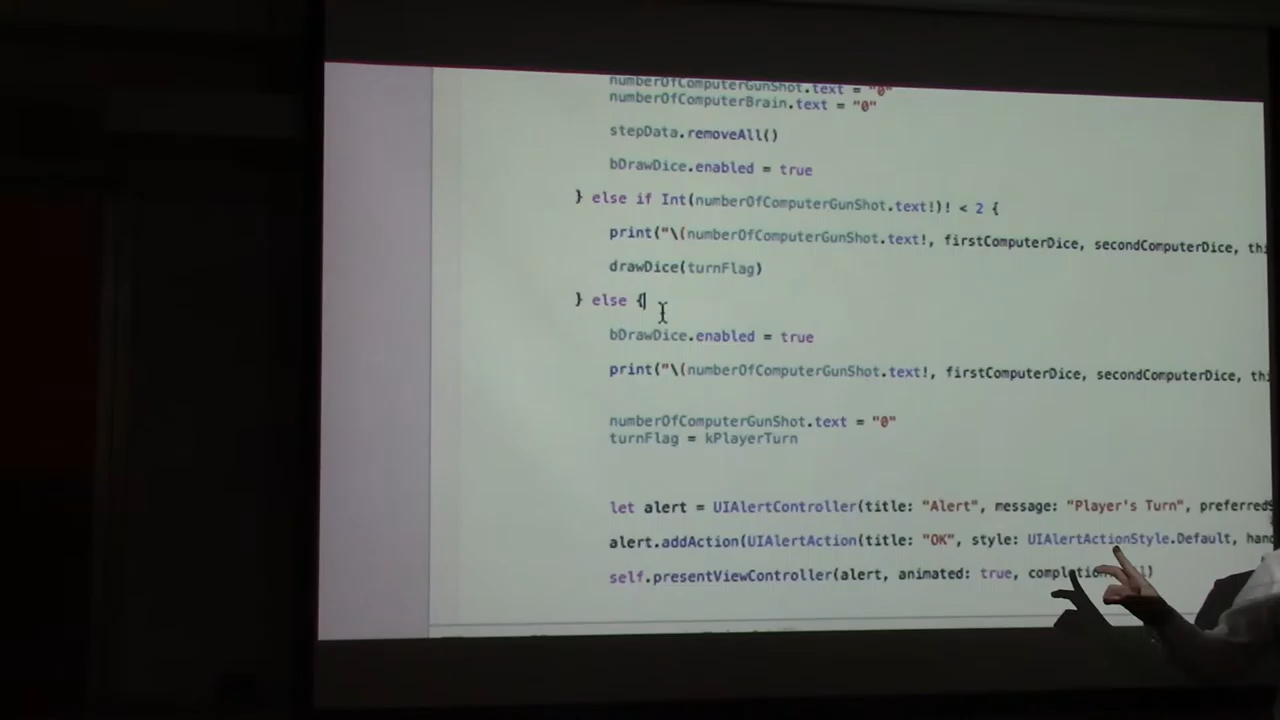 numberOfComputerGunShot.text = "0"
numberOfComputerBrain.text = "0"
stepData.removeAll()
bDrawDice.enabled = true
} else if Int(numberOfComputerGunShot.text!)! < 2 {
print("\(numberOfComputerGunShot.text!, firstComputerDice, secondComputerDice, thi
drawDice(turnFlag)
} else {
bDrawDice.enabled = true
print("\(numberOfComputerGunShot.text!, firstComputerDice, secondComputerDice, thi
numberOfComputerGunShot.text = "0"
turnFlag = kPlayerTurn
let alert = UIAlertController(title: "Alert", message: "Player's Turn", preferredS
alert.addAction(UIAlertAction(title: "OK", style: UIAlertActionStyle.Default, hand
self.presentViewController(alert, animated: true,